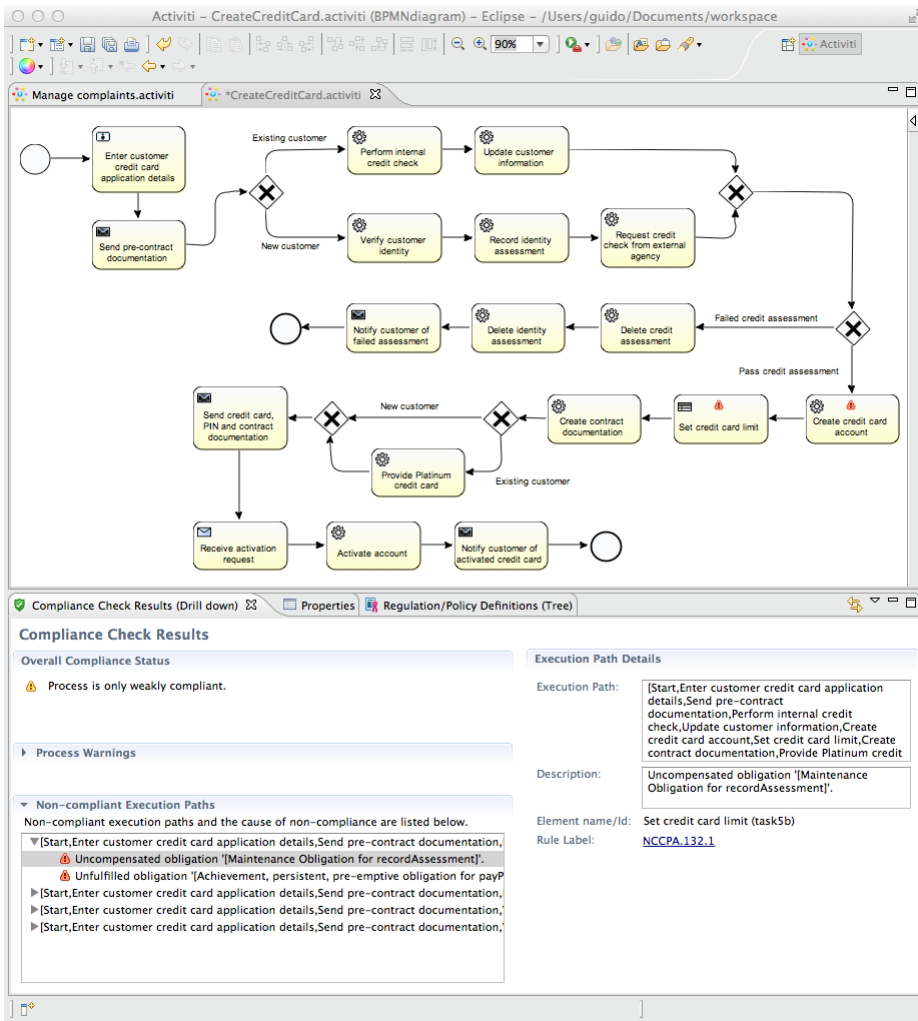 Activiti – CreateCreditCard.activiti (BPMNdiagram) – Eclipse – /Users/guido/Documents/workspace
90%
Activiti
Manage complaints.activiti
*CreateCreditCard.activiti
Enter customer
credit card
application details
Send pre-contract
documentation
Existing customer
New customer
Perform internal
credit check
Update customer
information
Verify customer
identity
Record identity
assessment
Request credit
check from external
agency
Failed credit assessment
Pass credit assessment
Notify customer of
failed assessment
Delete identity
assessment
Delete credit
assessment
Send credit card,
PIN and contract
documentation
New customer
Provide Platinum
credit card
Existing customer
Create contract
documentation
Set credit card limit
Create credit card
account
Receive activation
request
Activate account
Notify customer of
activated credit card
Compliance Check Results (Drill down)
Properties
Regulation/Policy Definitions (Tree)
Compliance Check Results
Overall Compliance Status
Process is only weakly compliant.
Process Warnings
Non-compliant Execution Paths
Non-compliant execution paths and the cause of non-compliance are listed below.
[Start,Enter customer credit card application details,Send pre-contract documentation,
Uncompensated obligation '[Maintenance Obligation for recordAssessment]'.
Unfulfilled obligation '[Achievement, persistent, pre-emptive obligation for payP
[Start,Enter customer credit card application details,Send pre-contract documentation,
[Start,Enter customer credit card application details,Send pre-contract documentation,
[Start,Enter customer credit card application details,Send pre-contract documentation,
Execution Path Details
Execution Path:
[Start,Enter customer credit card application
details,Send pre-contract
documentation,Perform internal credit
check,Update customer information,Create
credit card account,Set credit card limit,Create
contract documentation,Provide Platinum credit
Description:
Uncompensated obligation '[Maintenance
Obligation for recordAssessment]'.
Element name/Id: Set credit card limit (task5b)
Rule Label: NCCPA.132.1